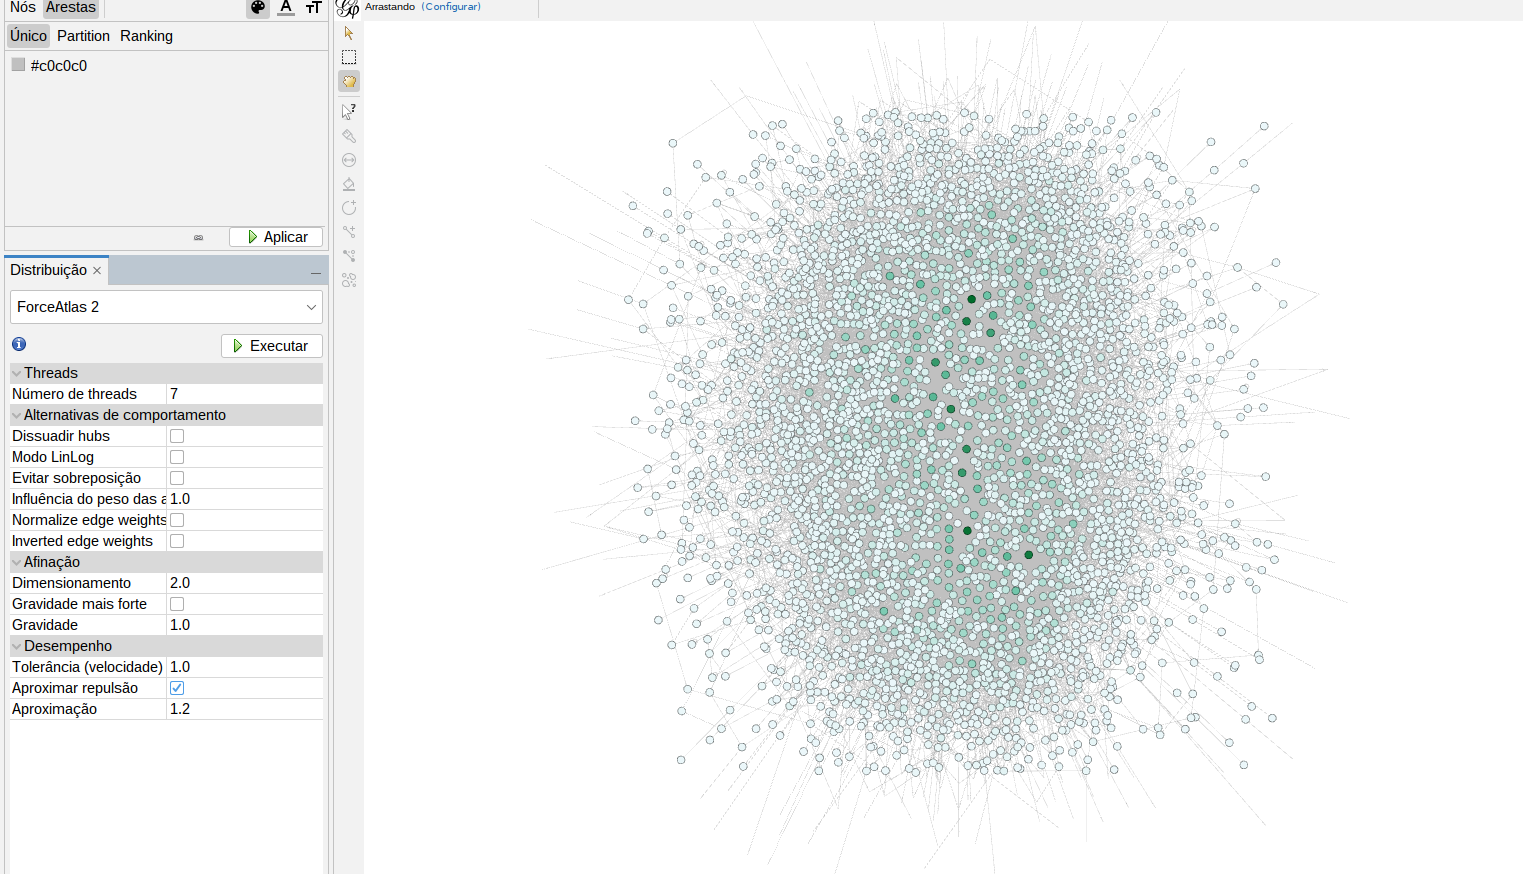 Nós Arestas A TT
Arrastando (Configurar)
Único Partition Ranking
#c0c0c0
Aplicar
Distribuição
ForceAtlas 2
Executar
Threads
Número de threads 7
Alternativas de comportamento
Dissuadir hubs
Modo LinLog
Evitar sobreposição
Influência do peso das a 1.0
Normalize edge weights
Inverted edge weights
Afinação
Dimensionamento 2.0
Gravidade mais forte
Gravidade 1.0
Desempenho
Tolerância (velocidade) 1.0
Aproximar repulsão
Aproximação 1.2